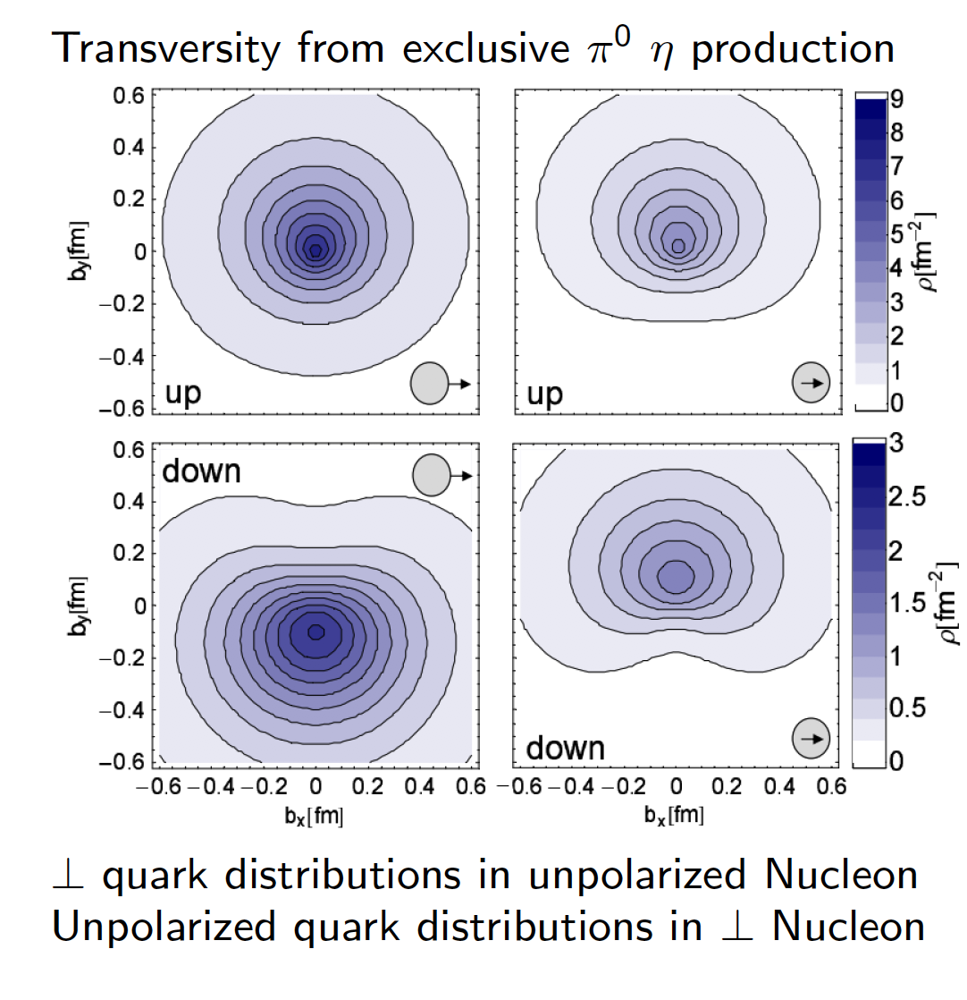 Transversity from exclusive π⁰ η production
0.6
0.4
0.2
0
−0.2
−0.4
−0.6
b_y[fm]
up
up
9
8
7
6
5
4
3
2
1
0
ρ[fm⁻²]
0.6
0.4
0.2
0
−0.2
−0.4
−0.6
b_y[fm]
down
down
3
2.5
2
1.5
1
0.5
0
ρ[fm⁻²]
−0.6 −0.4 −0.2 0 0.2 0.4 0.6
−0.6 −0.4 −0.2 0 0.2 0.4 0.6
b_x[fm]
b_x[fm]
⊥ quark distributions in unpolarized Nucleon
Unpolarized quark distributions in ⊥ Nucleon